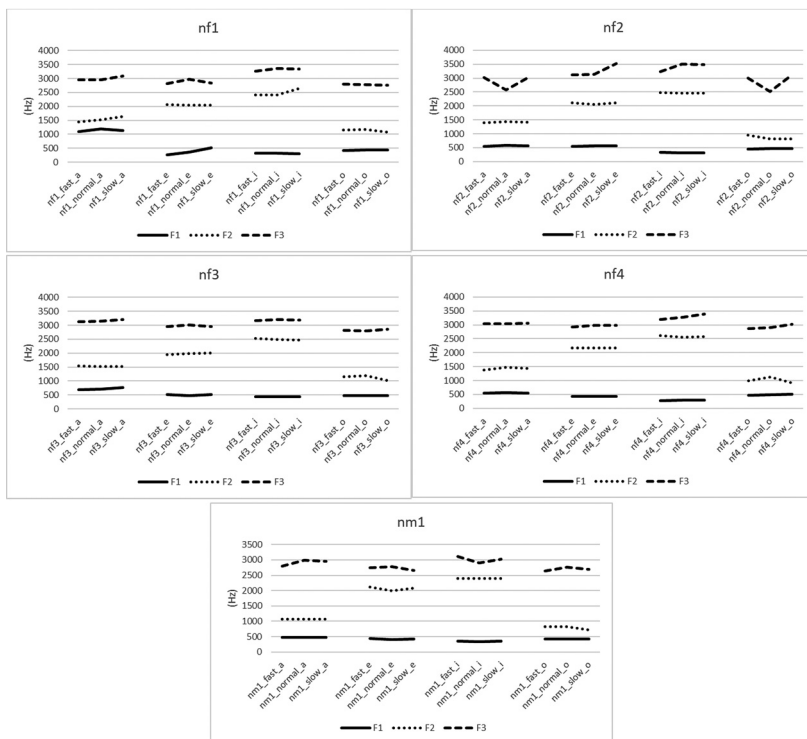 nf1
4000
3500
3000
2500
2000
1500
1000
500
0
(Hz)
nf1_fast_a
nf1_normal_a
nf1_slow_a
nf1_fast_e
nf1_normal_e
nf1_slow_e
nf1_fast_i
nf1_normal_i
nf1_slow_i
nf1_fast_o
nf1_normal_o
nf1_slow_o
F1 F2 F3
nf2
4000
3500
3000
2500
2000
1500
1000
500
0
(Hz)
nf2_fast_a
nf2_normal_a
nf2_slow_a
nf2_fast_e
nf2_normal_e
nf2_slow_e
nf2_fast_i
nf2_normal_i
nf2_slow_i
nf2_fast_o
nf2_normal_o
nf2_slow_o
F1 F2 F3
nf3
4000
3500
3000
2500
2000
1500
1000
500
0
(Hz)
nf3_fast_a
nf3_normal_a
nf3_slow_a
nf3_fast_e
nf3_normal_e
nf3_slow_e
nf3_fast_i
nf3_normal_i
nf3_slow_i
nf3_fast_o
nf3_normal_o
nf3_slow_o
F1 F2 F3
nf4
4000
3500
3000
2500
2000
1500
1000
500
0
(Hz)
nf4_fast_a
nf4_normal_a
nf4_slow_a
nf4_fast_e
nf4_normal_e
nf4_slow_e
nf4_fast_i
nf4_normal_i
nf4_slow_i
nf4_fast_o
nf4_normal_o
nf4_slow_o
F1 F2 F3
nm1
3500
3000
2500
2000
1500
1000
500
0
(Hz)
nm1_fast_a
nm1_normal_a
nm1_slow_a
nm1_fast_e
nm1_normal_e
nm1_slow_e
nm1_fast_i
nm1_normal_i
nm1_slow_i
nm1_fast_o
nm1_normal_o
nm1_slow_o
F1 F2 F3